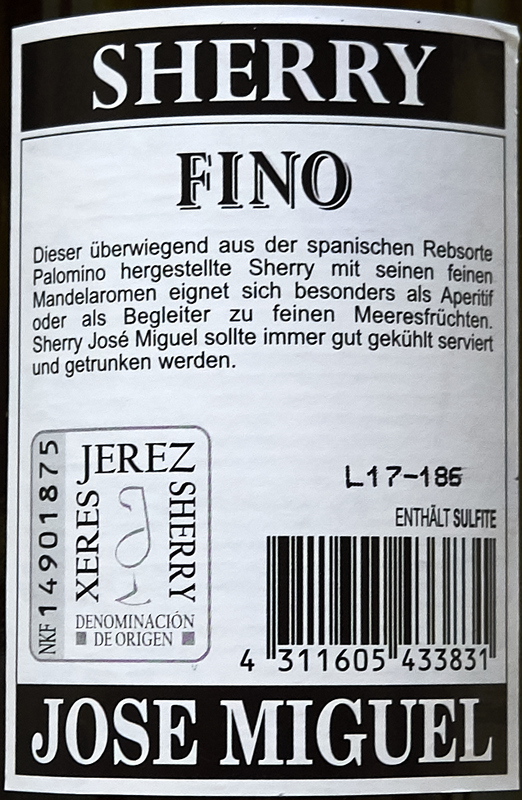 SHERRY
FINO
Dieser überwiegend aus der spanischen Rebsorte
Palomino hergestellte Sherry mit seinen feinen
Mandelaromen eignet sich besonders als Aperitif
oder als Begleiter zu feinen Meeresfrüchten.
Sherry José Miguel sollte immer gut gekühlt serviert
und getrunken werden.
NKF 14901875
JEREZ
XERES
SHERRY
DENOMINACIÓN
DE ORIGEN
L17-186
ENTHÄLT SULFITE
4 311605 433831
JOSE MIGUEL